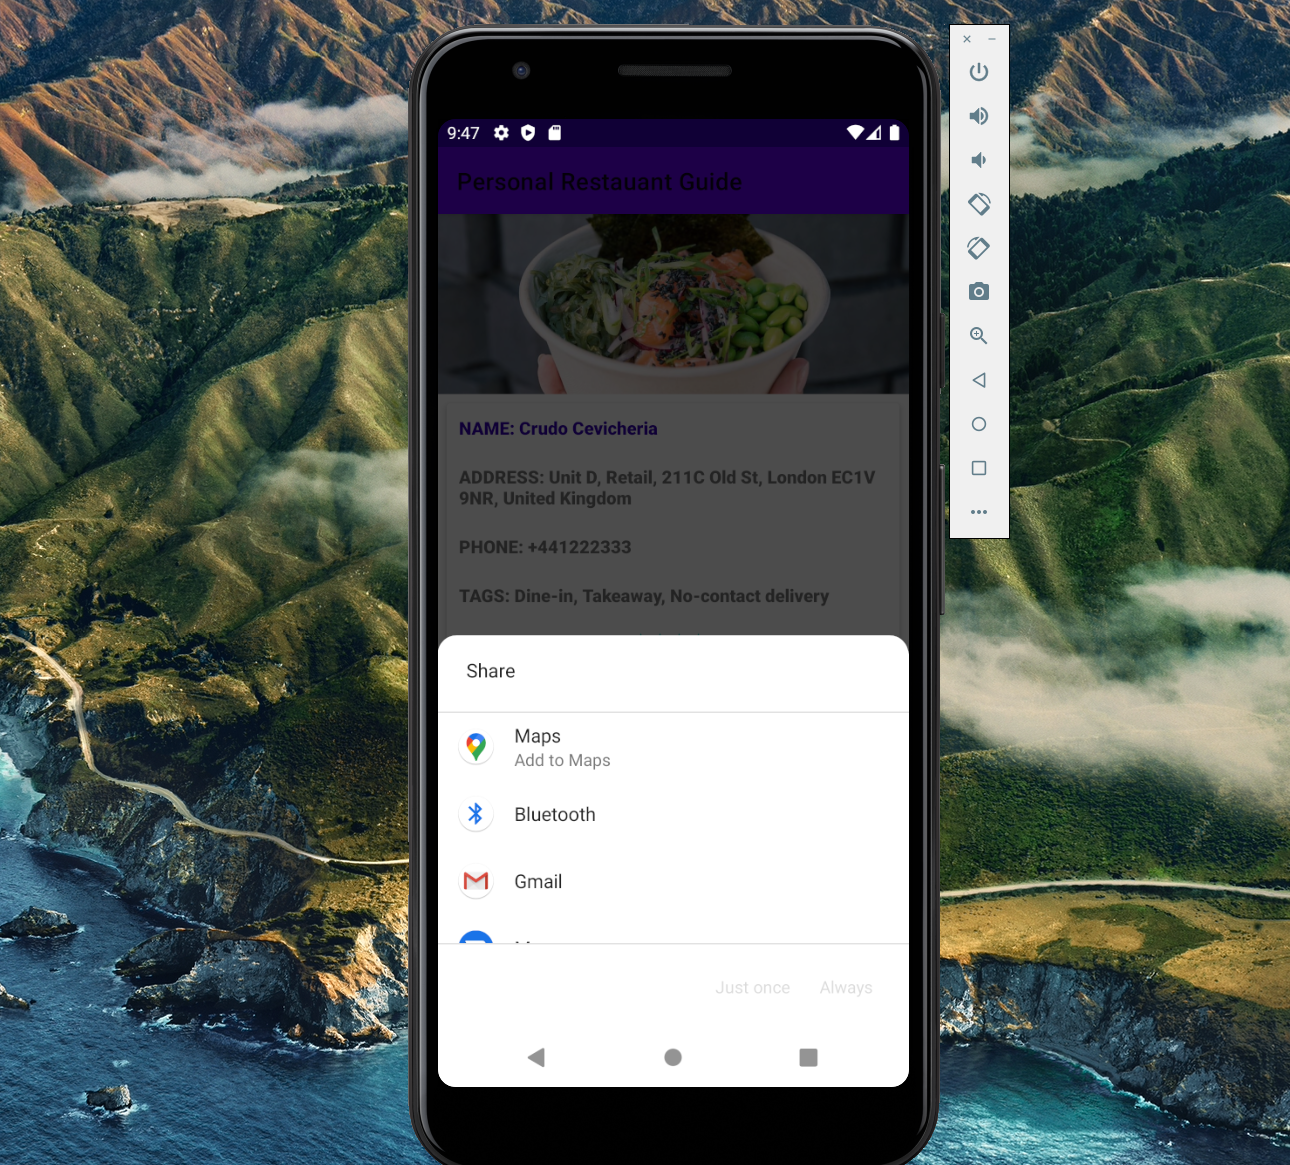 9:47
Personal Restauant Guide
NAME: Crudo Cevicheria
ADDRESS: Unit D, Retail, 211C Old St, London EC1V
9NR, United Kingdom
PHONE: +441222333
TAGS: Dine-in, Takeaway, No-contact delivery
Share
Maps
Add to Maps
Bluetooth
Gmail
Just once
Always